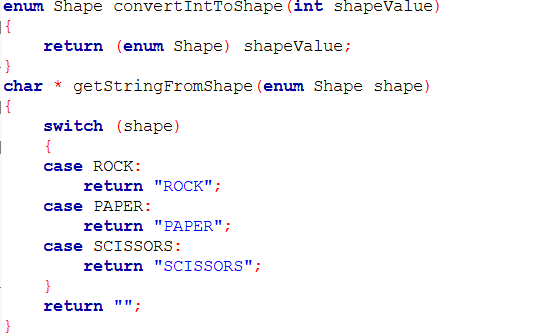 enum Shape convertIntToShape(int shapeValue)
{
    return (enum Shape) shapeValue;
}
char * getStringFromShape(enum Shape shape)
{
    switch (shape)
    {
    case ROCK:
        return "ROCK";
    case PAPER:
        return "PAPER";
    case SCISSORS:
        return "SCISSORS";
    }
    return "";
}